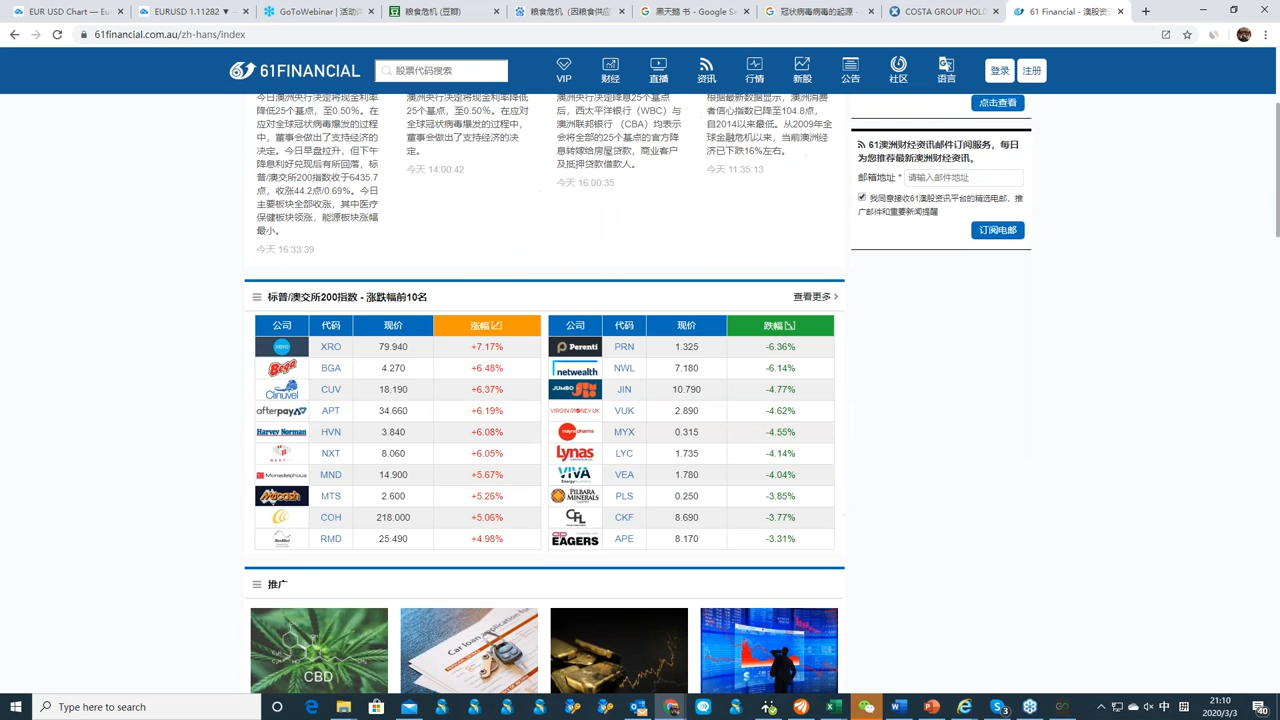 EUR USD Chart — Eur
EURUSD 1.11282 ▼
GoToWebinar | 活动详
粮食危机 (豆瓣)
粮食危机（因粮食供应
黑天鹅 书 - Google Se
冠状病毒病毒的起源 -
COSTA GROUP HOLD
61 Financial - 澳股资讯
61financial.com.au/zh-hans/index
61FINANCIAL
股票代码搜索
VIP
财经
直播
资讯
行情
新股
公告
社区
语言
登录
注册
今日澳洲央行决定将现金利率
降低25个基点，至0.50%。在应
对全球冠状病毒爆发的过程
中，董事会做出了支持经济的
决定。今日早盘拉升，但下午
降息利好兑现后有所回落，标
普/澳交所200指数收于6435.7
点，收涨44.2点/0.69%。今日
主要板块全部收涨，其中医疗
保健板块领涨，能源板块涨幅
最小。
今天 16:33:39
澳洲央行决定将现金利率降低
25个基点，至0.50%。在应对
全球冠状病毒爆发的过程中，
董事会做出了支持经济的决
定。
今天 14:00:42
澳洲央行决定降息25个基点
后，西太平洋银行（WBC）与
澳洲联邦银行（CBA）均表示
会将全部的25个基点的官方降
息转嫁给房屋贷款，商业客户
及抵押贷款借款人。
今天 16:00:35
根据最新数据显示，澳洲消费
者信心指数已降至104.8点，
自2014以来最低。从2009年全
球金融危机以来，当前澳洲经
济已下跌16%左右。
今天 11:35:13
点击查看
61澳洲财经资讯邮件订阅服务，每日
为您推荐最新澳洲财经资讯。
邮箱地址 * 请输入邮件地址
我同意接收61澳股资讯平台的精选电邮，推
广邮件和重要新闻提醒
订阅电邮
标普/澳交所200指数 - 涨跌幅前10名
查看更多 >
公司 代码 现价 涨幅
XERO XRO 79.940 +7.17%
Bega BGA 4.270 +6.48%
Clinuvel CUV 18.190 +6.37%
afterpay APT 34.660 +6.19%
Harvey Norman HVN 3.840 +6.08%
NXT 8.060 +6.05%
Monadelphous MND 14.900 +5.67%
Metcash MTS 2.600 +5.26%
COH 218.000 +5.06%
ResMed RMD 25.490 +4.98%
公司 代码 现价 跌幅
Perenti PRN 1.325 -6.36%
netwealth NWL 7.180 -6.14%
JUMBO JIN 10.790 -4.77%
VIRGIN MONEY UK VUK 2.890 -4.62%
maynepharma MYX 0.315 -4.55%
Lynas LYC 1.735 -4.14%
VIVA Energy VEA 1.780 -4.04%
PILBARA MINERALS PLS 0.250 -3.85%
CKF 8.690 -3.77%
AP EAGERS APE 8.170 -3.31%
推广
CBD
Car loan application for
Type here to search
中
拼
21:10
2020/3/3
40